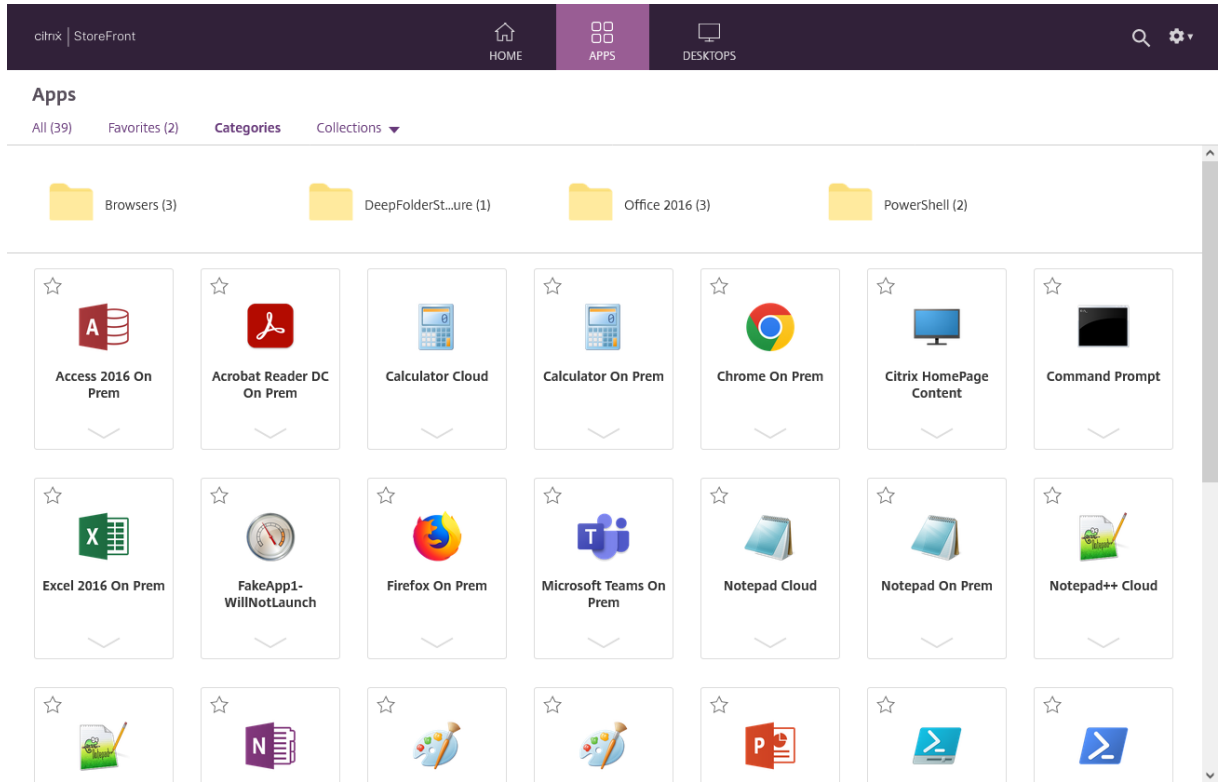 citrix StoreFront
HOME
APPS
DESKTOPS
Apps
All (39)
Favorites (2)
Categories
Collections
Browsers (3)
DeepFolderSt...ure (1)
Office 2016 (3)
PowerShell (2)
Access 2016 On
Prem
Acrobat Reader DC
On Prem
Calculator Cloud
Calculator On Prem
Chrome On Prem
Citrix HomePage
Content
Command Prompt
Excel 2016 On Prem
FakeApp1-
WillNotLaunch
Firefox On Prem
Microsoft Teams On
Prem
Notepad Cloud
Notepad On Prem
Notepad++ Cloud